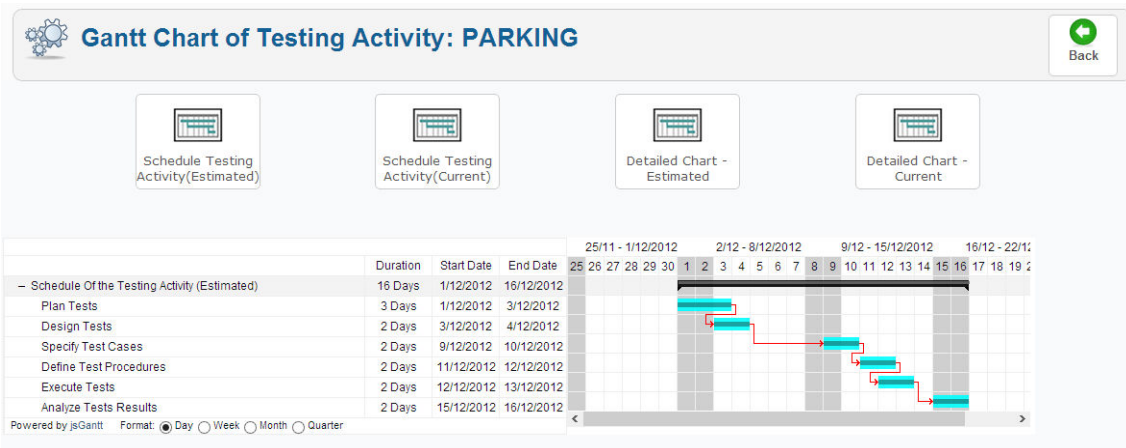 Gantt Chart of Testing Activity: PARKING
Back
Schedule Testing
Activity(Estimated)
Schedule Testing
Activity(Current)
Detailed Chart -
Estimated
Detailed Chart -
Current
25/11 - 1/12/2012 2/12 - 8/12/2012 9/12 - 15/12/2012 16/12 - 22/12
Duration Start Date End Date 25 26 27 28 29 30 1 2 3 4 5 6 7 8 9 10 11 12 13 14 15 16 17 18 19 2
– Schedule Of the Testing Activity (Estimated) 16 Days 1/12/2012 16/12/2012
Plan Tests 3 Days 1/12/2012 3/12/2012
Design Tests 2 Days 3/12/2012 4/12/2012
Specify Test Cases 2 Days 9/12/2012 10/12/2012
Define Test Procedures 2 Days 11/12/2012 12/12/2012
Execute Tests 2 Days 12/12/2012 13/12/2012
Analyze Tests Results 2 Days 15/12/2012 16/12/2012
Powered by jsGantt Format: Day Week Month Quarter